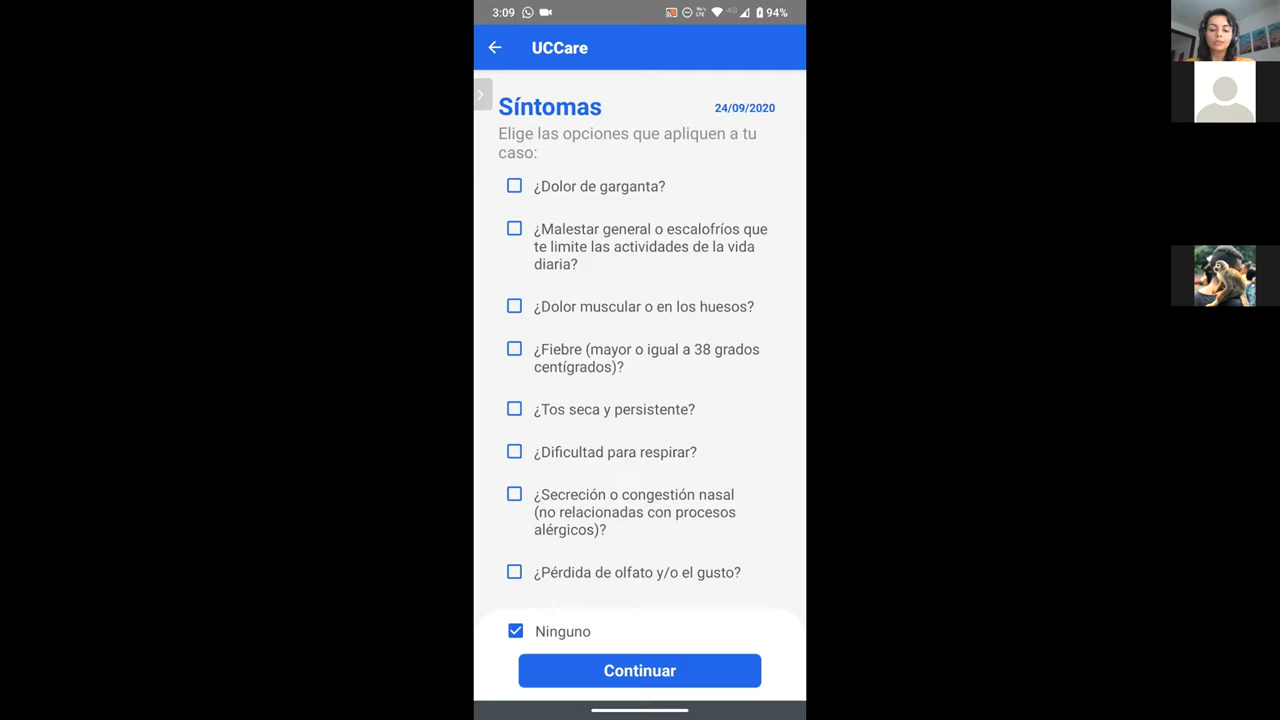 3:09
Vo)
LTE
4G
94%
UCCare
Síntomas
24/09/2020
Elige las opciones que apliquen a tu
caso:
¿Dolor de garganta?
¿Malestar general o escalofríos que
te limite las actividades de la vida
diaria?
¿Dolor muscular o en los huesos?
¿Fiebre (mayor o igual a 38 grados
centígrados)?
¿Tos seca y persistente?
¿Dificultad para respirar?
¿Secreción o congestión nasal
(no relacionadas con procesos
alérgicos)?
¿Pérdida de olfato y/o el gusto?
Ninguno
Continuar